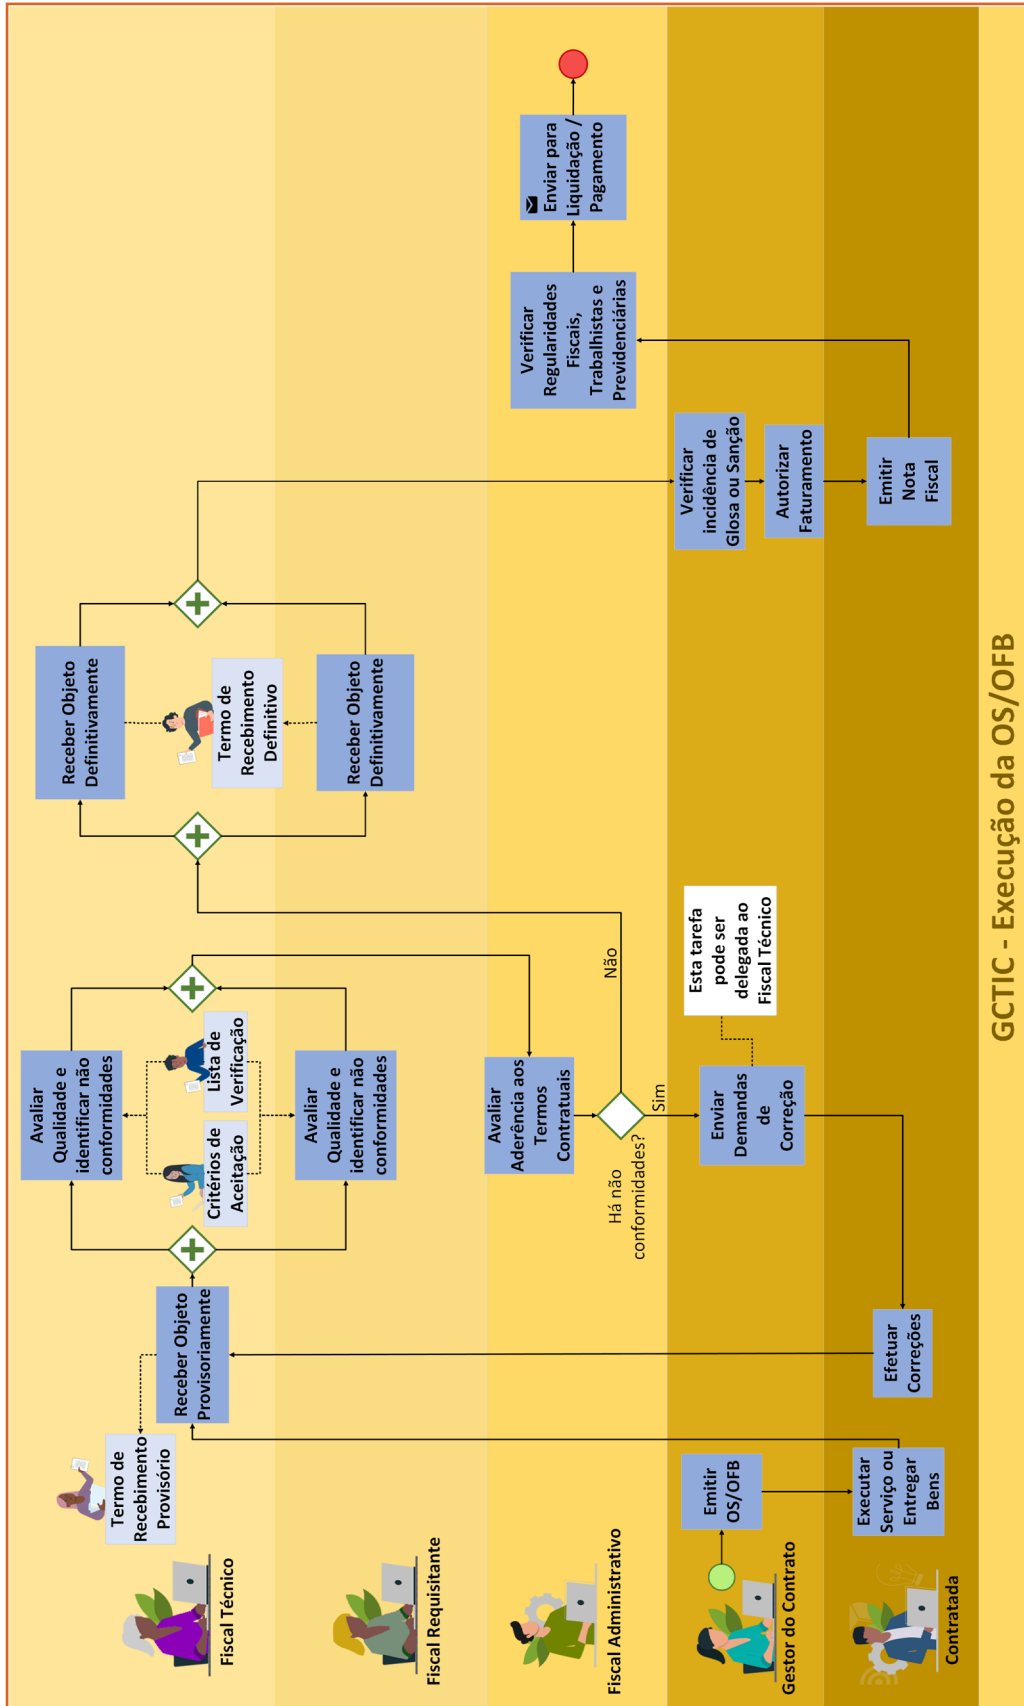 GCTIC - Execução da OS/OFB
Fiscal Técnico
Termo de
Recebimento
Provisório
Receber Objeto
Provisoriamente
Avaliar
Qualidade e
identificar não
conformidades
Critérios de
Aceitação
Lista de
Verificação
Receber Objeto
Definitivamente
Termo de
Recebimento
Definitivo
Fiscal Requisitante
Avaliar
Qualidade e
identificar não
conformidades
Receber Objeto
Definitivamente
Fiscal Administrativo
Avaliar
Aderência aos
Termos
Contratuais
Há não
conformidades?
Não
Sim
Verificar
Regularidades
Fiscais,
Trabalhistas e
Previdenciárias
Enviar para
Liquidação /
Pagamento
Gestor do Contrato
Emitir
OS/OFB
Enviar
Demandas
de
Correção
Esta tarefa
pode ser
delegada ao
Fiscal Técnico
Verificar
incidência de
Glosa ou Sanção
Autorizar
Faturamento
Contratada
Executar
Serviço ou
Entregar
Bens
Efetuar
Correções
Emitir
Nota
Fiscal